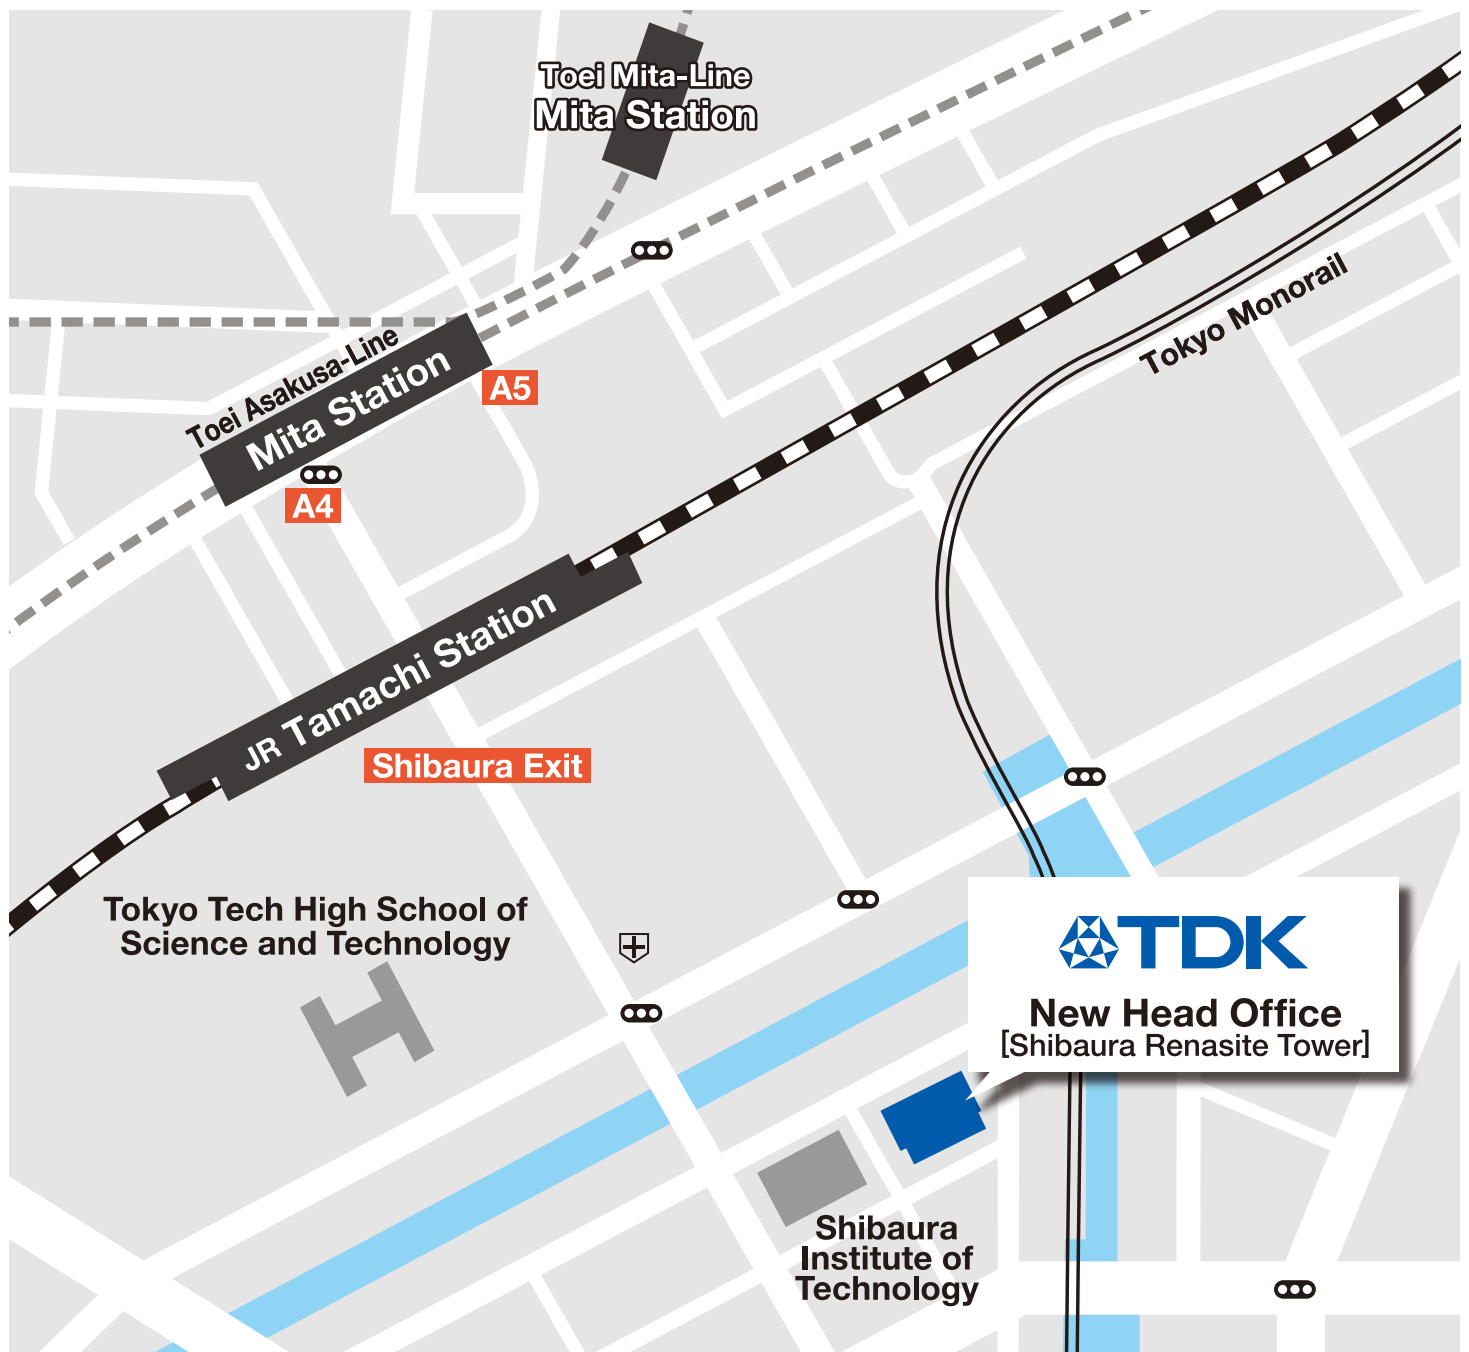 Toei Mita-Line
Mita Station
Tokyo Monorail
Toei Asakusa-Line
Mita Station
A5
A4
JR Tamachi Station
Shibaura Exit
Tokyo Tech High School of
Science and Technology
TDK
New Head Office
[Shibaura Renasite Tower]
Shibaura
Institute of
Technology